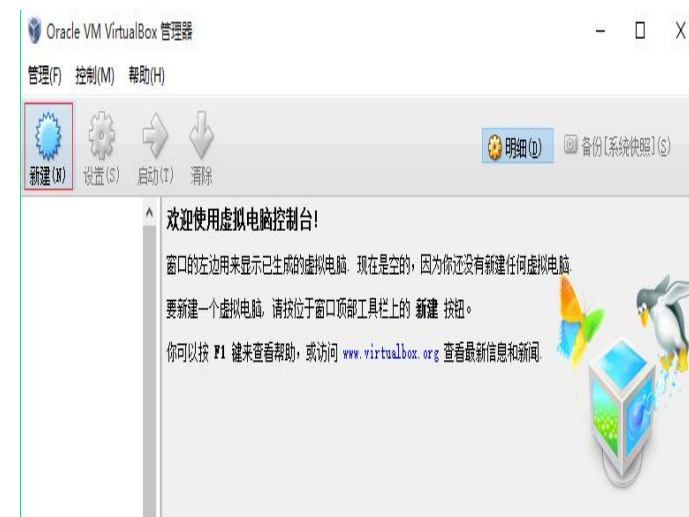 Oracle VM VirtualBox 管理器
管理(F) 控制(M) 帮助(H)
新建(N) 设置(S) 启动(T) 清除 明细(D) 备份[系统快照](S)
欢迎使用虚拟电脑控制台!
窗口的左边用来显示已生成的虚拟电脑. 现在是空的, 因为你还没有新建任何虚拟电脑.
要新建一个虚拟电脑, 请按位于窗口顶部工具栏上的 新建 按钮。
你可以按 F1 鍵来查看帮助, 或访问 www.virtualbox.org 查看最新信息和新闻.